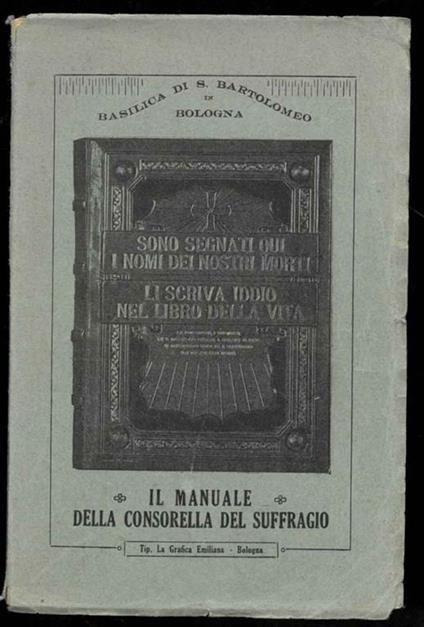 BASILICA DI S. BARTOLOMEO
IN
BOLOGNA
SONO SEGNATI QUI
I NOMI DEI NOSTRI MORTI
LI SCRIVA IDDIO
NEL LIBRO DELLA VITA
IL MANUALE
DELLA CONSORELLA DEL SUFFRAGIO
Tip. La Grafica Emiliana - Bologna